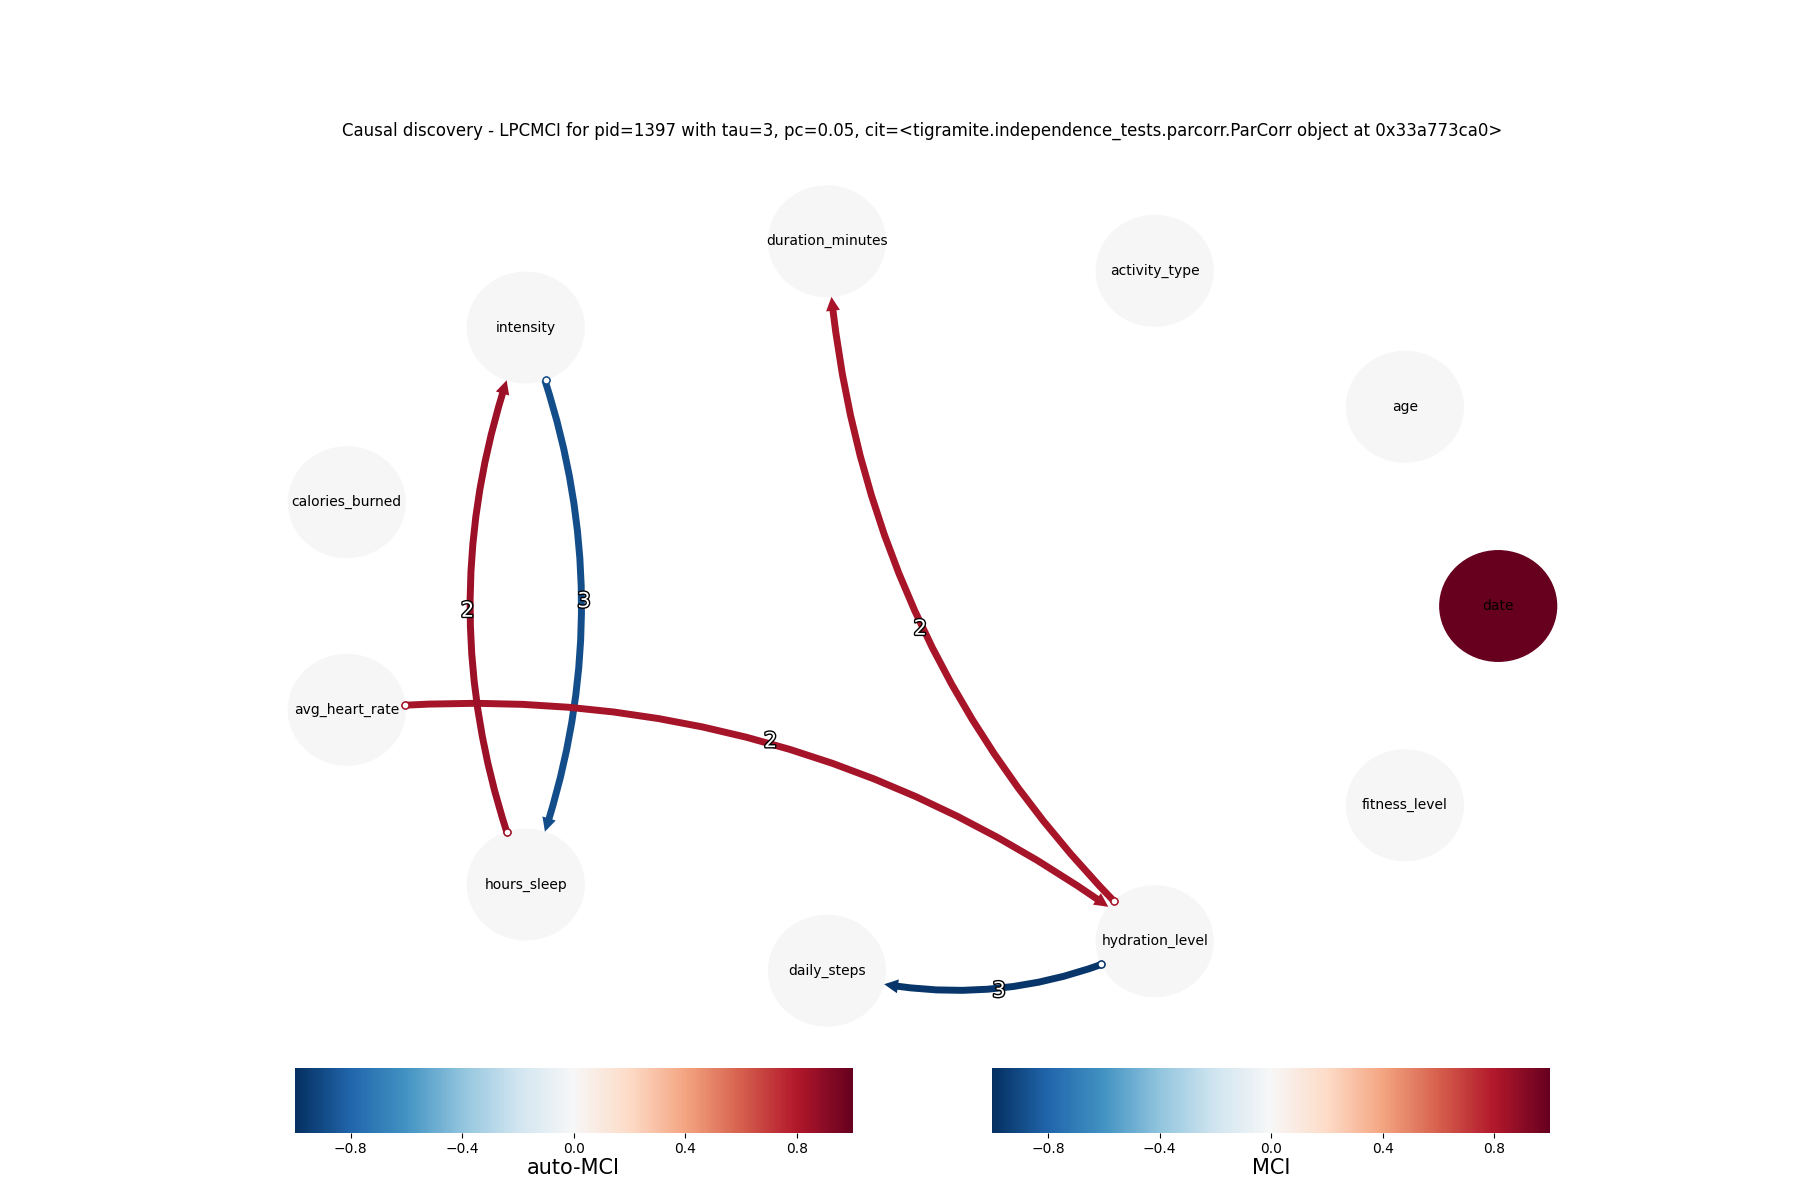 Causal discovery - LPCMCI for pid=1397 with tau=3, pc=0.05, cit=<tigramite.independence_tests.parcorr.ParCorr object at 0x33a773ca0>
duration_minutes
activity_type
intensity
age
calories_burned
date
2
3
2
avg_heart_rate
2
fitness_level
hours_sleep
hydration_level
daily_steps
3
−0.8 −0.4 0.0 0.4 0.8
auto-MCI
−0.8 −0.4 0.0 0.4 0.8
MCI